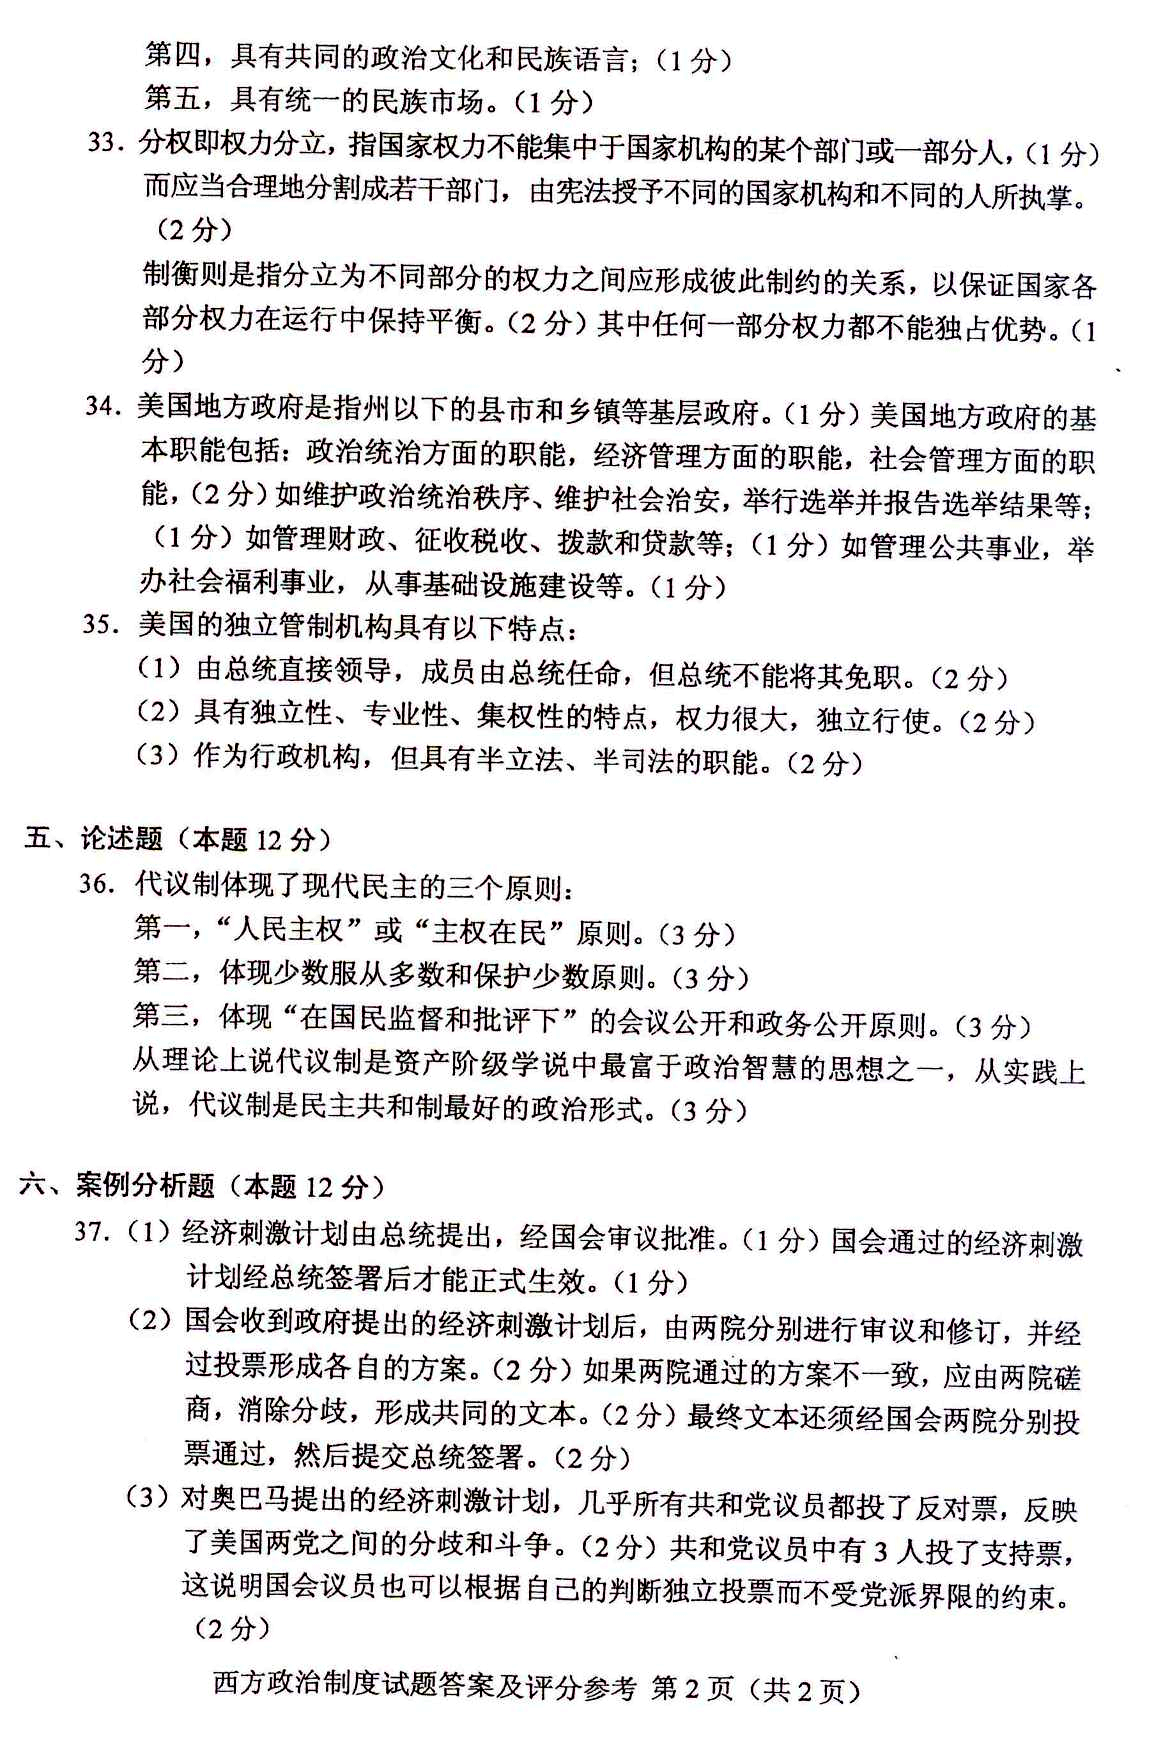 第四，具有共同的政治文化和民族语言；（1 分）
第五，具有统一的民族市场。（1 分）
33．分权即权力分立，指国家权力不能集中于国家机构的某个部门或一部分人，（1 分）
而应当合理地分割成若干部门，由宪法授予不同的国家机构和不同的人所执掌。
（2 分）
制衡则是指分立为不同部分的权力之间应形成彼此制约的关系，以保证国家各
部分权力在运行中保持平衡。（2 分）其中任何一部分权力都不能独占优势。（1
分）
34．美国地方政府是指州以下的县市和乡镇等基层政府。（1 分）美国地方政府的基
本职能包括：政治统治方面的职能，经济管理方面的职能，社会管理方面的职
能，（2 分）如维护政治统治秩序、维护社会治安，举行选举并报告选举结果等；
（1 分）如管理财政、征收税收、拨款和贷款等；（1 分）如管理公共事业，举
办社会福利事业，从事基础设施建设等。（1 分）
35．美国的独立管制机构具有以下特点：
（1）由总统直接领导，成员由总统任命，但总统不能将其免职。（2 分）
（2）具有独立性、专业性、集权性的特点，权力很大，独立行使。（2 分）
（3）作为行政机构，但具有半立法、半司法的职能。（2 分）
五、论述题（本题 12 分）
36．代议制体现了现代民主的三个原则：
第一，“人民主权”或“主权在民”原则。（3 分）
第二，体现少数服从多数和保护少数原则。（3 分）
第三，体现“在国民监督和批评下”的会议公开和政务公开原则。（3 分）
从理论上说代议制是资产阶级学说中最富于政治智慧的思想之一，从实践上
说，代议制是民主共和制最好的政治形式。（3 分）
六、案例分析题（本题 12 分）
37．（1）经济刺激计划由总统提出，经国会审议批准。（1 分）国会通过的经济刺激
计划经总统签署后才能正式生效。（1 分）
（2）国会收到政府提出的经济刺激计划后，由两院分别进行审议和修订，并经
过投票形成各自的方案。（2 分）如果两院通过的方案不一致，应由两院磋
商，消除分歧，形成共同的文本。（2 分）最终文本还须经国会两院分别投
票通过，然后提交总统签署。（2 分）
（3）对奥巴马提出的经济刺激计划，几乎所有共和党议员都投了反对票，反映
了美国两党之间的分歧和斗争。（2 分）共和党议员中有 3 人投了支持票，
这说明国会议员也可以根据自己的判断独立投票而不受党派界限的约束。
（2 分）
西方政治制度试题答案及评分参考 第 2 页（共 2 页）